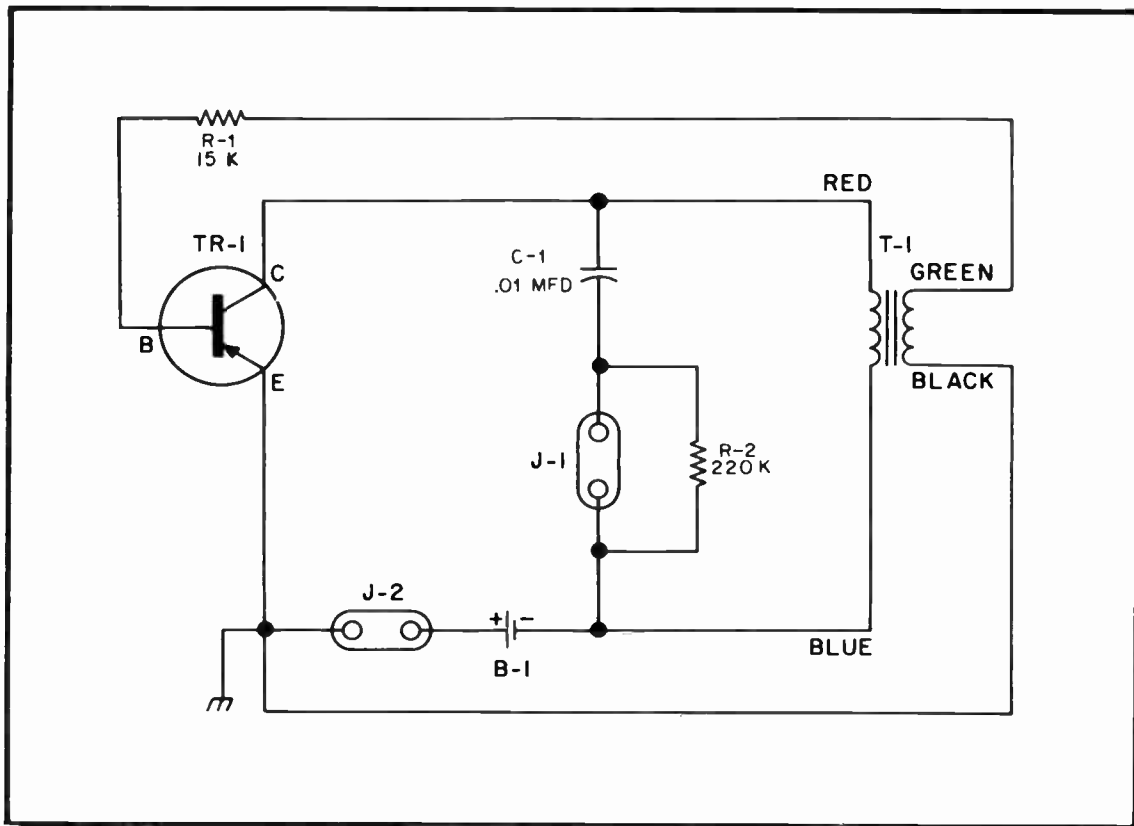 R-1
15 K
RED
TR-1
C
C-1
.01 MFD
T-1
GREEN
B
E
BLACK
J-1
R-2
220 K
J-2
+ -
B-1
BLUE